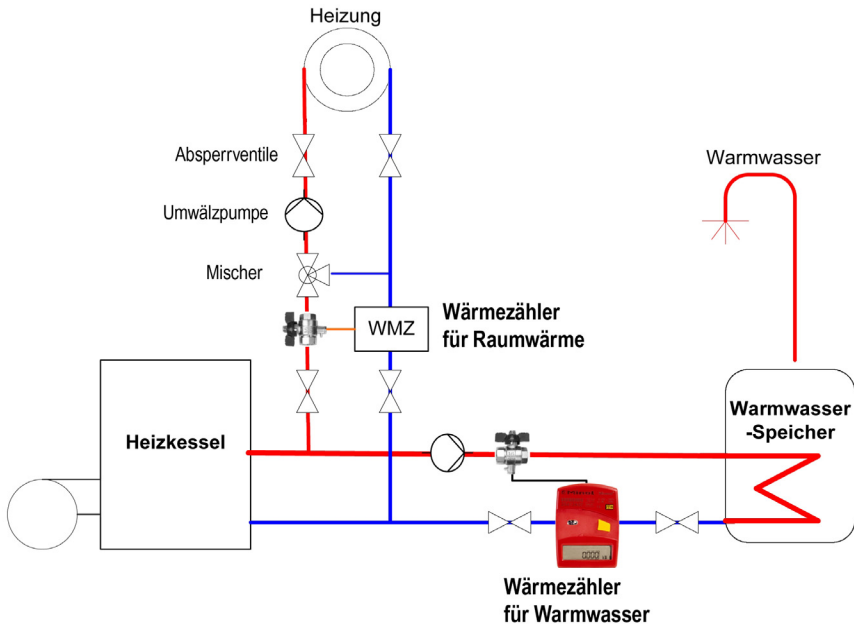 Heizung
Absperrventile
Warmwasser
Umwälzpumpe
Mischer
WMZ
Wärmezähler
für Raumwärme
Heizkessel
Warmwasser
-Speicher
Wärmezähler
für Warmwasser